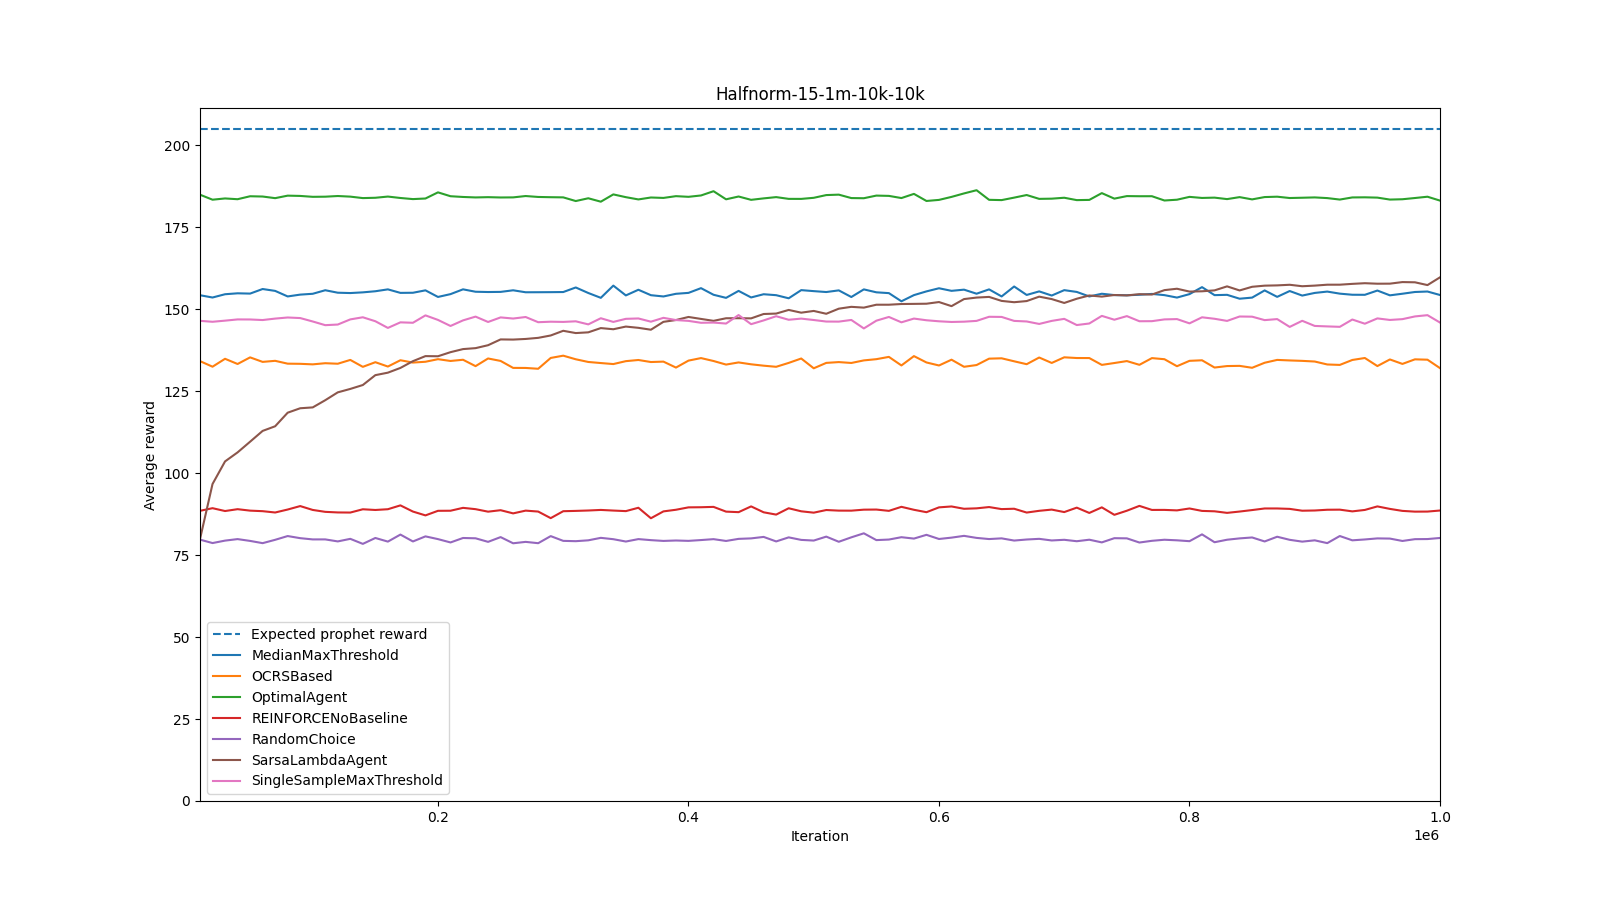 Halfnorm-15-1m-10k-10k
Average reward
200
175
150
125
100
75
50
25
0
Expected prophet reward
MedianMaxThreshold
OCRSBased
OptimalAgent
REINFORCENoBaseline
RandomChoice
SarsaLambdaAgent
SingleSampleMaxThreshold
0.2 0.4 0.6 0.8 1.0
Iteration
1e6